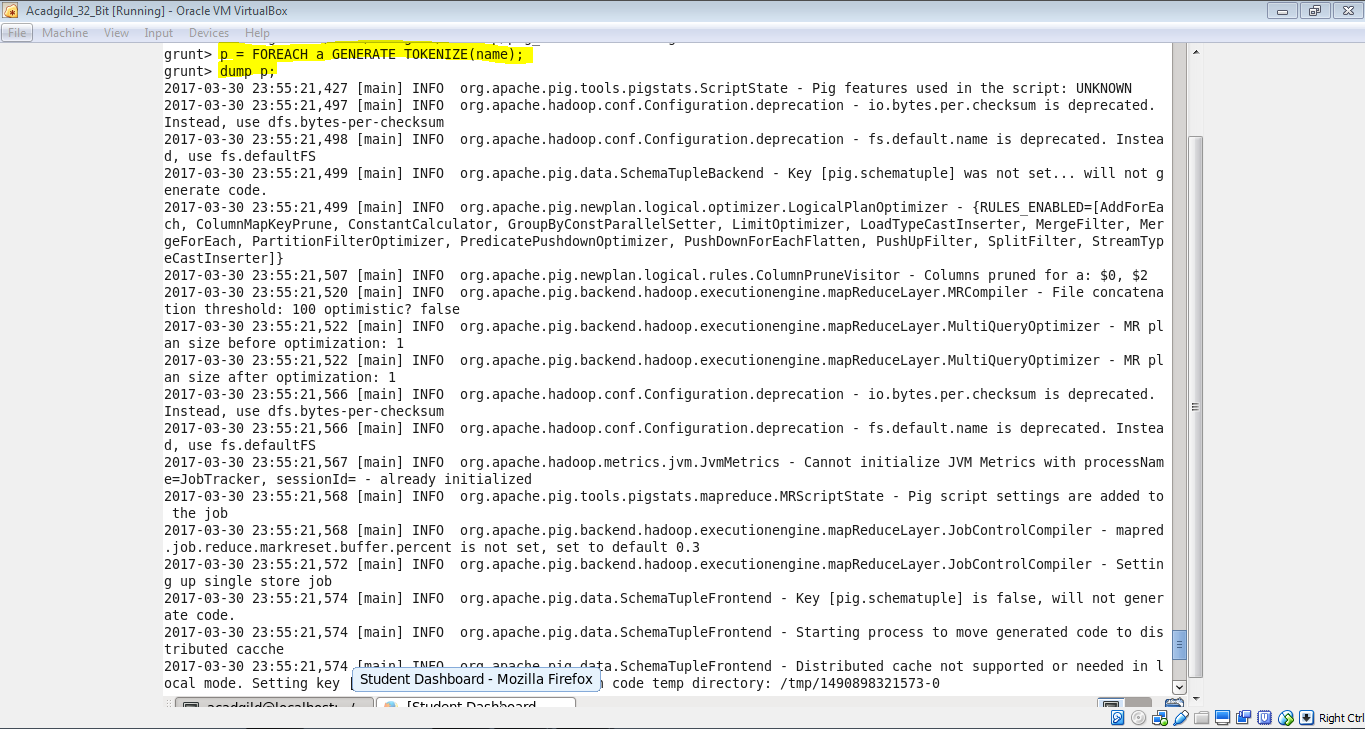 Acadgild_32_Bit [Running] - Oracle VM VirtualBox
File Machine View Input Devices Help
grunt> p = FOREACH a GENERATE TOKENIZE(name);
grunt> dump p;
2017-03-30 23:55:21,427 [main] INFO  org.apache.pig.tools.pigstats.ScriptState - Pig features used in the script: UNKNOWN
2017-03-30 23:55:21,497 [main] INFO  org.apache.hadoop.conf.Configuration.deprecation - io.bytes.per.checksum is deprecated.
Instead, use dfs.bytes-per-checksum
2017-03-30 23:55:21,498 [main] INFO  org.apache.hadoop.conf.Configuration.deprecation - fs.default.name is deprecated. Instea
d, use fs.defaultFS
2017-03-30 23:55:21,499 [main] INFO  org.apache.pig.data.SchemaTupleBackend - Key [pig.schematuple] was not set... will not g
enerate code.
2017-03-30 23:55:21,499 [main] INFO  org.apache.pig.newplan.logical.optimizer.LogicalPlanOptimizer - {RULES_ENABLED=[AddForEa
ch, ColumnMapKeyPrune, ConstantCalculator, GroupByConstParallelSetter, LimitOptimizer, LoadTypeCastInserter, MergeFilter, Mer
geForEach, PartitionFilterOptimizer, PredicatePushdownOptimizer, PushDownForEachFlatten, PushUpFilter, SplitFilter, StreamTyp
eCastInserter]}
2017-03-30 23:55:21,507 [main] INFO  org.apache.pig.newplan.logical.rules.ColumnPruneVisitor - Columns pruned for a: $0, $2
2017-03-30 23:55:21,520 [main] INFO  org.apache.pig.backend.hadoop.executionengine.mapReduceLayer.MRCompiler - File concatena
tion threshold: 100 optimistic? false
2017-03-30 23:55:21,522 [main] INFO  org.apache.pig.backend.hadoop.executionengine.mapReduceLayer.MultiQueryOptimizer - MR pl
an size before optimization: 1
2017-03-30 23:55:21,522 [main] INFO  org.apache.pig.backend.hadoop.executionengine.mapReduceLayer.MultiQueryOptimizer - MR pl
an size after optimization: 1
2017-03-30 23:55:21,566 [main] INFO  org.apache.hadoop.conf.Configuration.deprecation - io.bytes.per.checksum is deprecated.
Instead, use dfs.bytes-per-checksum
2017-03-30 23:55:21,566 [main] INFO  org.apache.hadoop.conf.Configuration.deprecation - fs.default.name is deprecated. Instea
d, use fs.defaultFS
2017-03-30 23:55:21,567 [main] INFO  org.apache.hadoop.metrics.jvm.JvmMetrics - Cannot initialize JVM Metrics with processNam
e=JobTracker, sessionId= - already initialized
2017-03-30 23:55:21,568 [main] INFO  org.apache.pig.tools.pigstats.mapreduce.MRScriptState - Pig script settings are added to
 the job
2017-03-30 23:55:21,568 [main] INFO  org.apache.pig.backend.hadoop.executionengine.mapReduceLayer.JobControlCompiler - mapred
.job.reduce.markreset.buffer.percent is not set, set to default 0.3
2017-03-30 23:55:21,572 [main] INFO  org.apache.pig.backend.hadoop.executionengine.mapReduceLayer.JobControlCompiler - Settin
g up single store job
2017-03-30 23:55:21,574 [main] INFO  org.apache.pig.data.SchemaTupleFrontend - Key [pig.schematuple] is false, will not gener
ate code.
2017-03-30 23:55:21,574 [main] INFO  org.apache.pig.data.SchemaTupleFrontend - Starting process to move generated code to dis
tributed cacche
2017-03-30 23:55:21,574 [main] INFO  org.apache.pig.data.SchemaTupleFrontend - Distributed cache not supported or needed in l
ocal mode. Setting key [ code temp directory: /tmp/1490898321573-0
Student Dashboard - Mozilla Firefox
acadgild@localhost:
[Student Dashboard
Right Ctrl